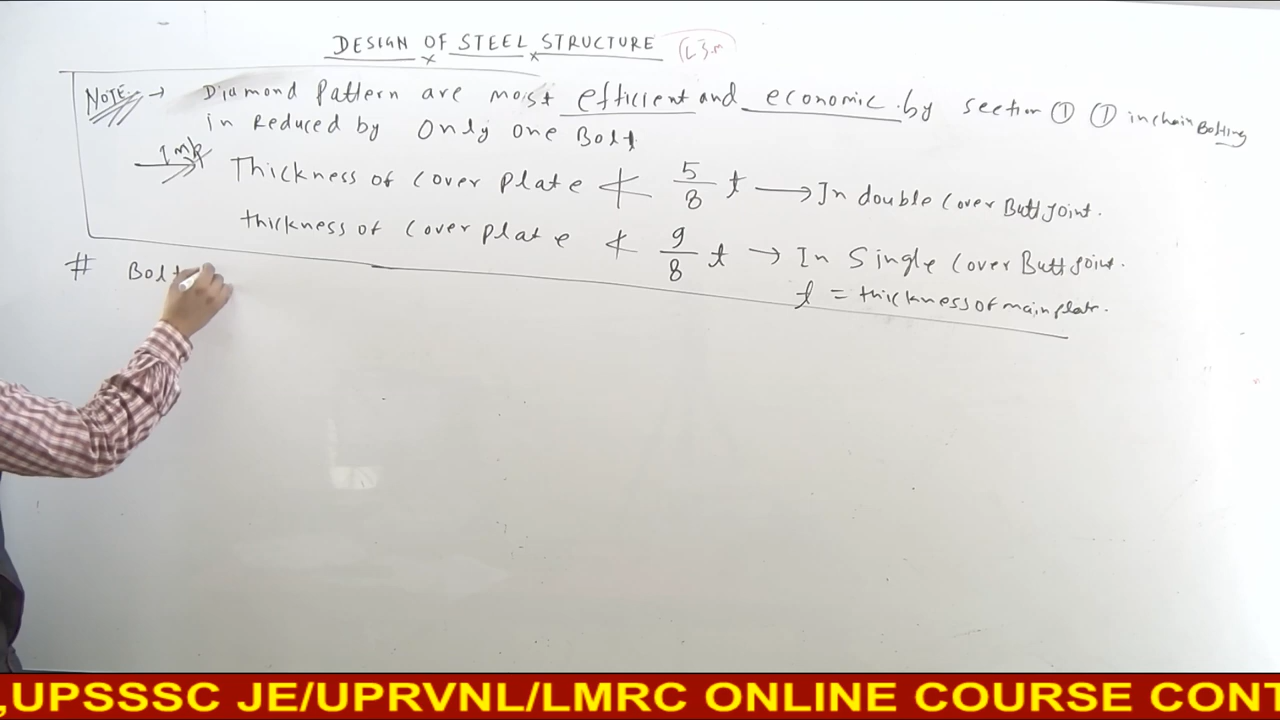 DESIGN OF STEEL STRUCTURE
NOTE → Diamond Pattern are most efficient and economic by section ① ① in chain Bolting
in Reduced by Only one Bolt
Imp Thickness of Cover Plate ≮ 5/8 t → In double Cover Butt Joint.
thickness of Cover plate ≮ 9/8 t → In Single Cover Butt Joint.
t = thickness of main plate.
# Bolt
,UPSSSC JE/UPRVNL/LMRC ONLINE COURSE CONT